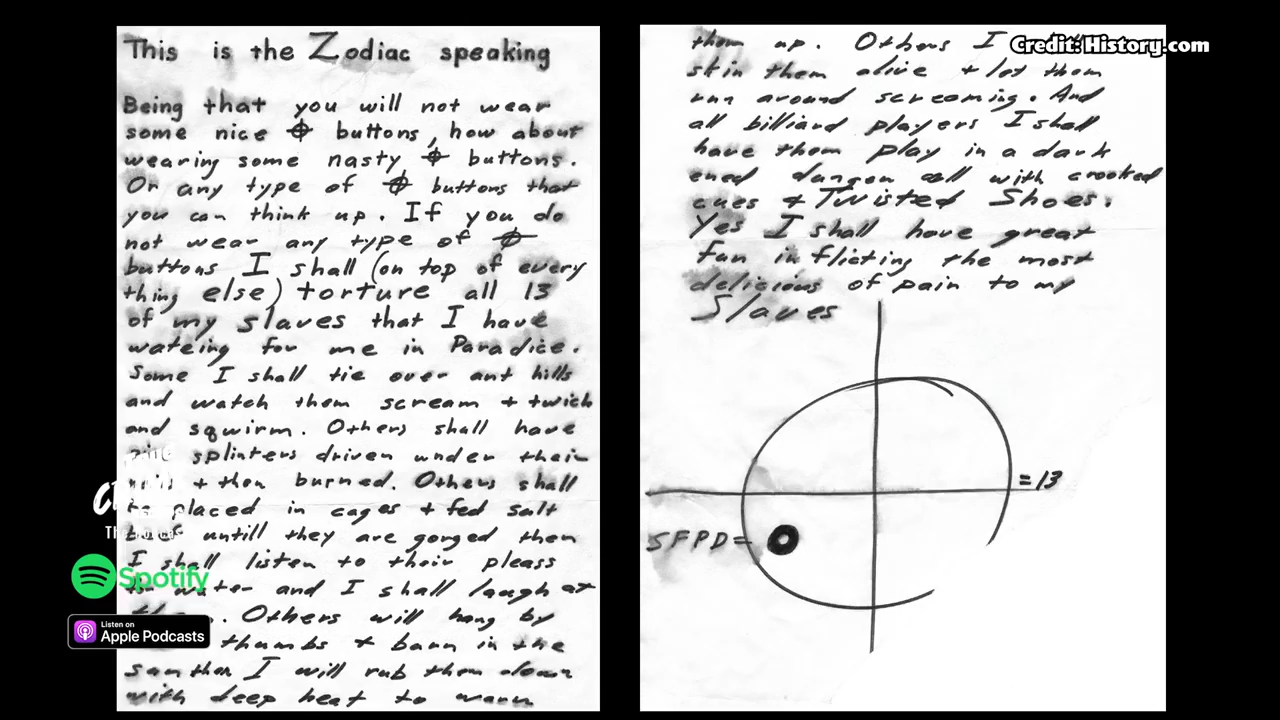 This is the Zodiac speaking
Being that you will not wear
some nice ⌖ buttons, how about
wearing some nasty ⌖ buttons.
Or any type of ⌖ buttons that
you can think up. If you do
not wear any type of ⌖
buttons I shall (on top of every
thing else) torture all 13
of my slaves that I have
wateing for me in Paradice.
Some I shall tie over ant hills
and watch them scream + twich
and squirm. Others shall have
splinters driven under their
+ then burned. Others shall
be placed in cages + fed salt
untill they are gorged then
I shall listen to their pleass
for water and I shall laugh at
Others will hang by
thumbs + burn in the
sun then I will rub them down
with deep heat to warm
them up. Others I
skin them alive + let them
run around screaming. And
all billiard players I shall
have them play in a dark
ened dungen cell with crooked
cues + Twisted Shoes.
Yes I shall have great
fun inflicting the most
delicious of pain to my
Slaves
= 13
SFPD = 0
Credit: History.com
Spotify
Listen on
Apple Podcasts